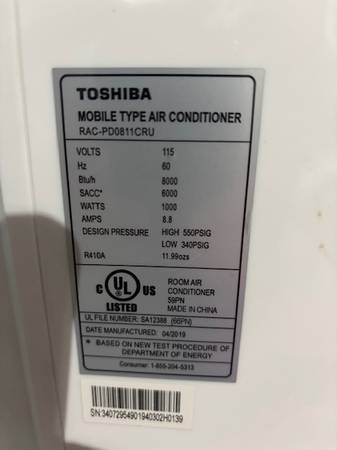 TOSHIBA
MOBILE TYPE AIR CONDITIONER
RAC-PD0811CRU
VOLTS 115
Hz 60
Btu/h 8000
SACC* 6000
WATTS 1000
AMPS 8.8
DESIGN PRESSURE HIGH 550PSIG
LOW 340PSIG
R410A 11.99ozs
C UL US
LISTED
ROOM AIR
CONDITIONER
59PN
MADE IN CHINA
UL FILE NUMBER: SA12388 (66PN)
DATE MANUFACTURED: 04/2019
* BASED ON NEW TEST PROCEDURE OF
DEPARTMENT OF ENERGY
Consumer: 1-855-204-5313
SN:34072954901940302H0139